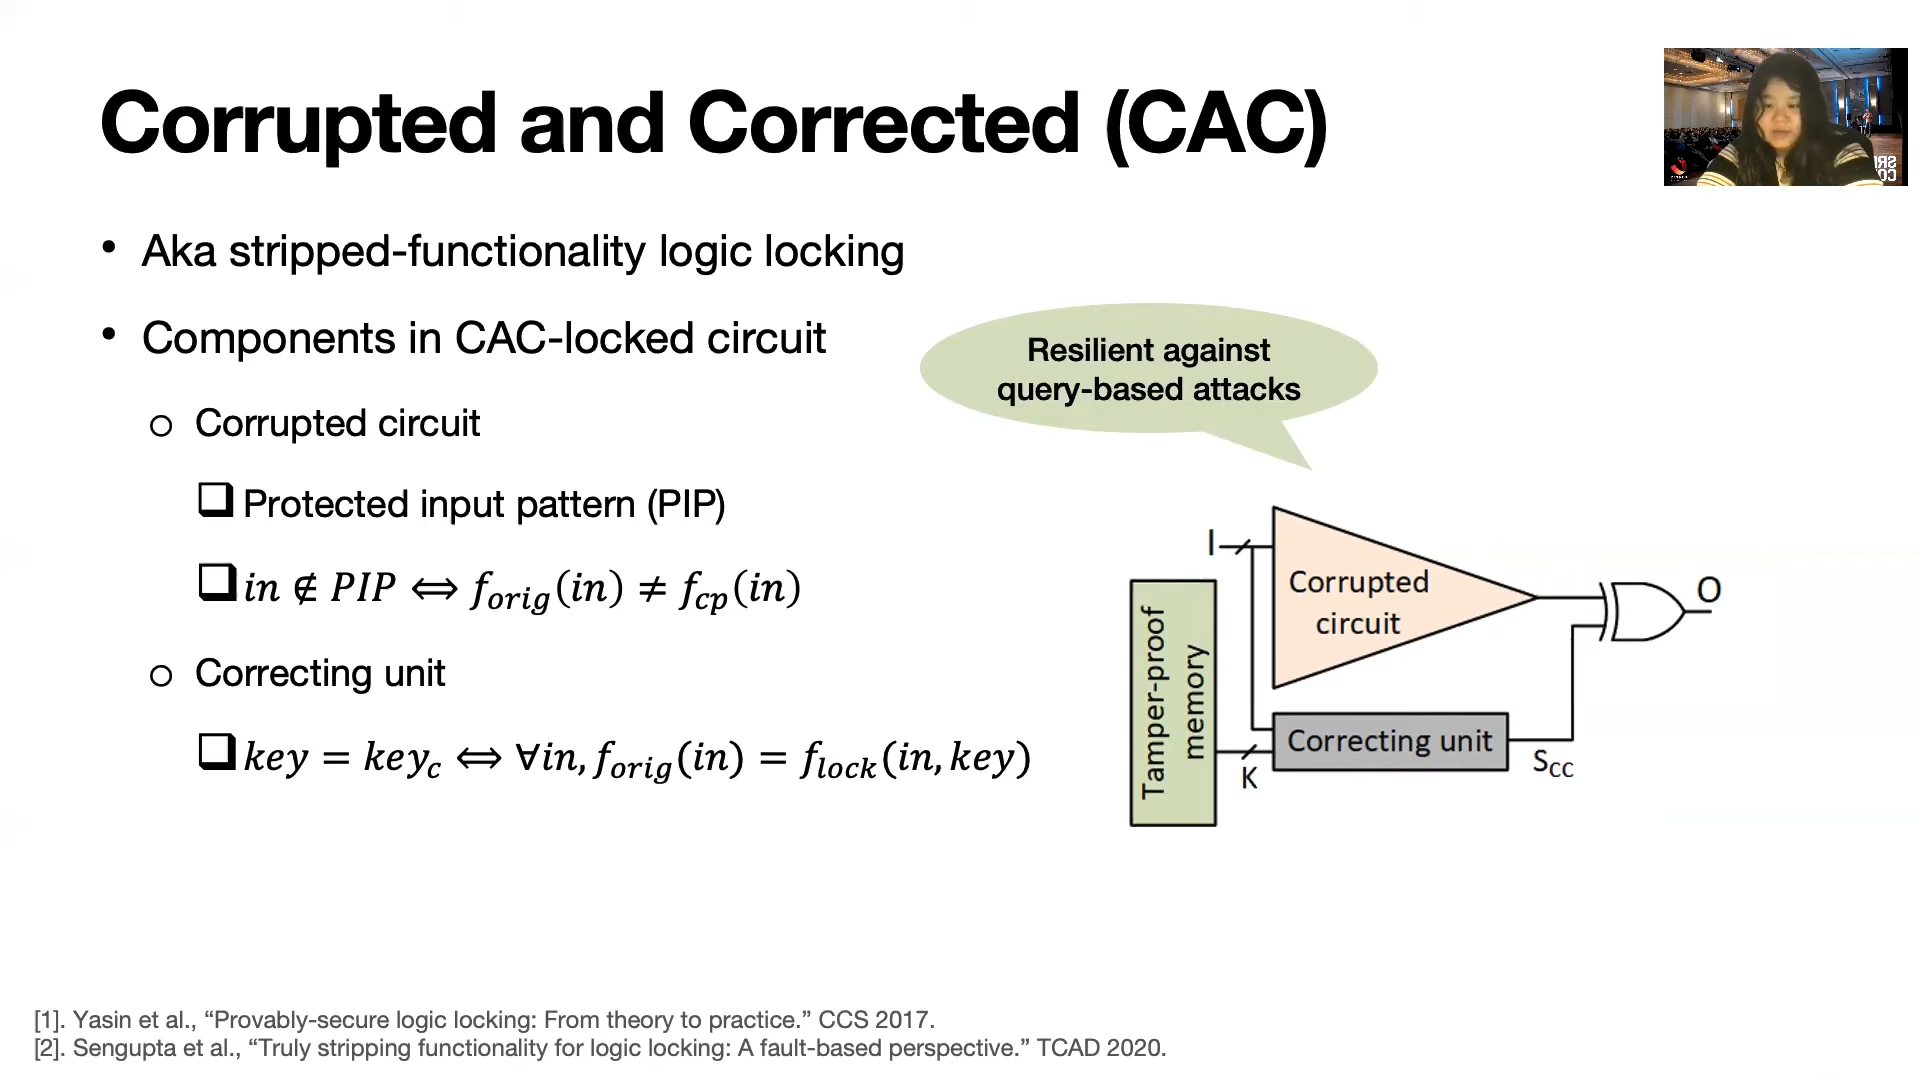 Corrupted and Corrected (CAC)
• Aka stripped-functionality logic locking
• Components in CAC-locked circuit
Resilient against
query-based attacks
○ Corrupted circuit
❑ Protected input pattern (PIP)
❑ in ∉ PIP ⟺ f_orig(in) ≠ f_cp(in)
○ Correcting unit
❑ key = key_c ⟺ ∀in, f_orig(in) = f_lock(in, key)
I
Corrupted
circuit
O
Tamper-proof
memory
Correcting unit
K
S_CC
[1]. Yasin et al., “Provably-secure logic locking: From theory to practice.” CCS 2017.
[2]. Sengupta et al., “Truly stripping functionality for logic locking: A fault-based perspective.” TCAD 2020.